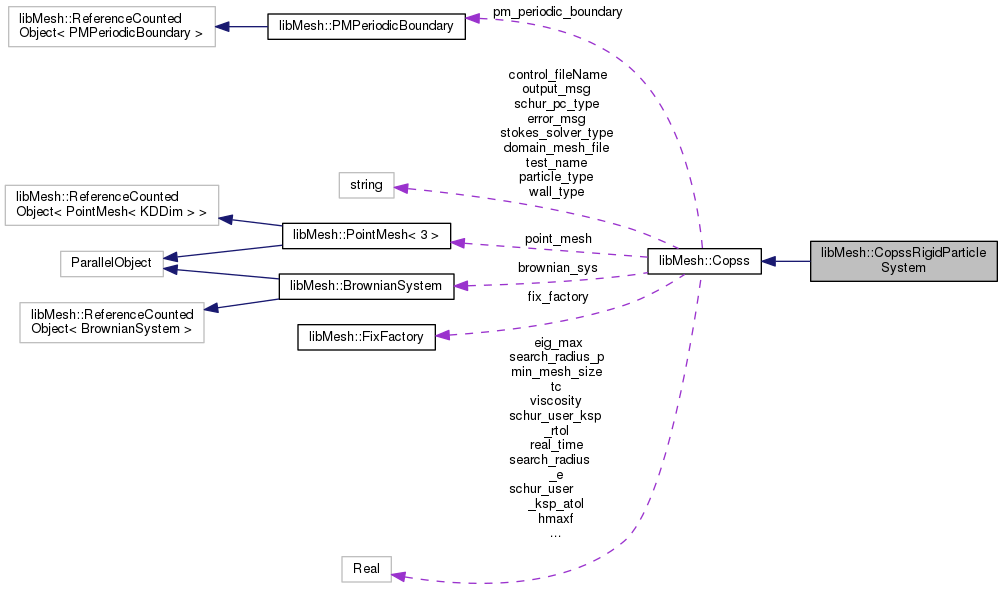 pm_periodic_boundary
libMesh::ReferenceCounted
Object< PMPeriodicBoundary >
libMesh::PMPeriodicBoundary
control_fileName
output_msg
schur_pc_type
error_msg
stokes_solver_type
domain_mesh_file
test_name
particle_type
wall_type
string
libMesh::ReferenceCounted
Object< PointMesh< KDDim > >
libMesh::PointMesh< 3 >
point_mesh
ParallelObject
libMesh::Copss
libMesh::CopssRigidParticle
System
brownian_sys
libMesh::BrownianSystem
fix_factory
libMesh::ReferenceCounted
Object< BrownianSystem >
libMesh::FixFactory
eig_max
search_radius_p
min_mesh_size
tc
viscosity
schur_user_ksp
_rtol
real_time
search_radius
_e
schur_user
_ksp_atol
hmaxf
...
Real